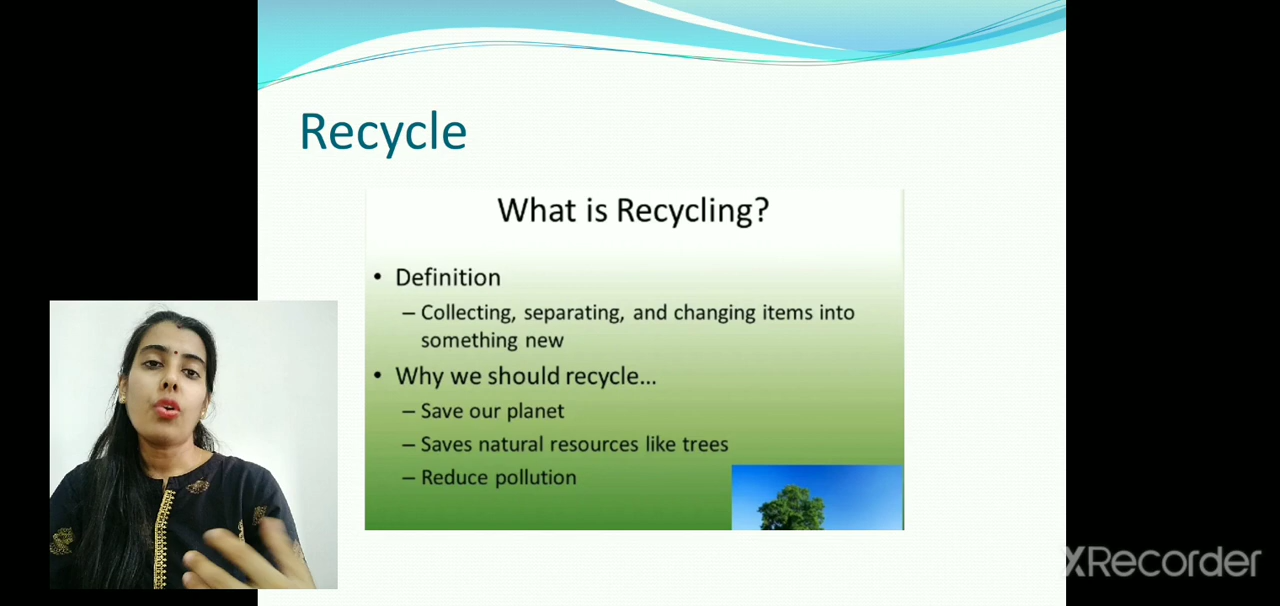 Recycle
What is Recycling?
• Definition
– Collecting, separating, and changing items into
something new
• Why we should recycle...
– Save our planet
– Saves natural resources like trees
– Reduce pollution
XRecorder